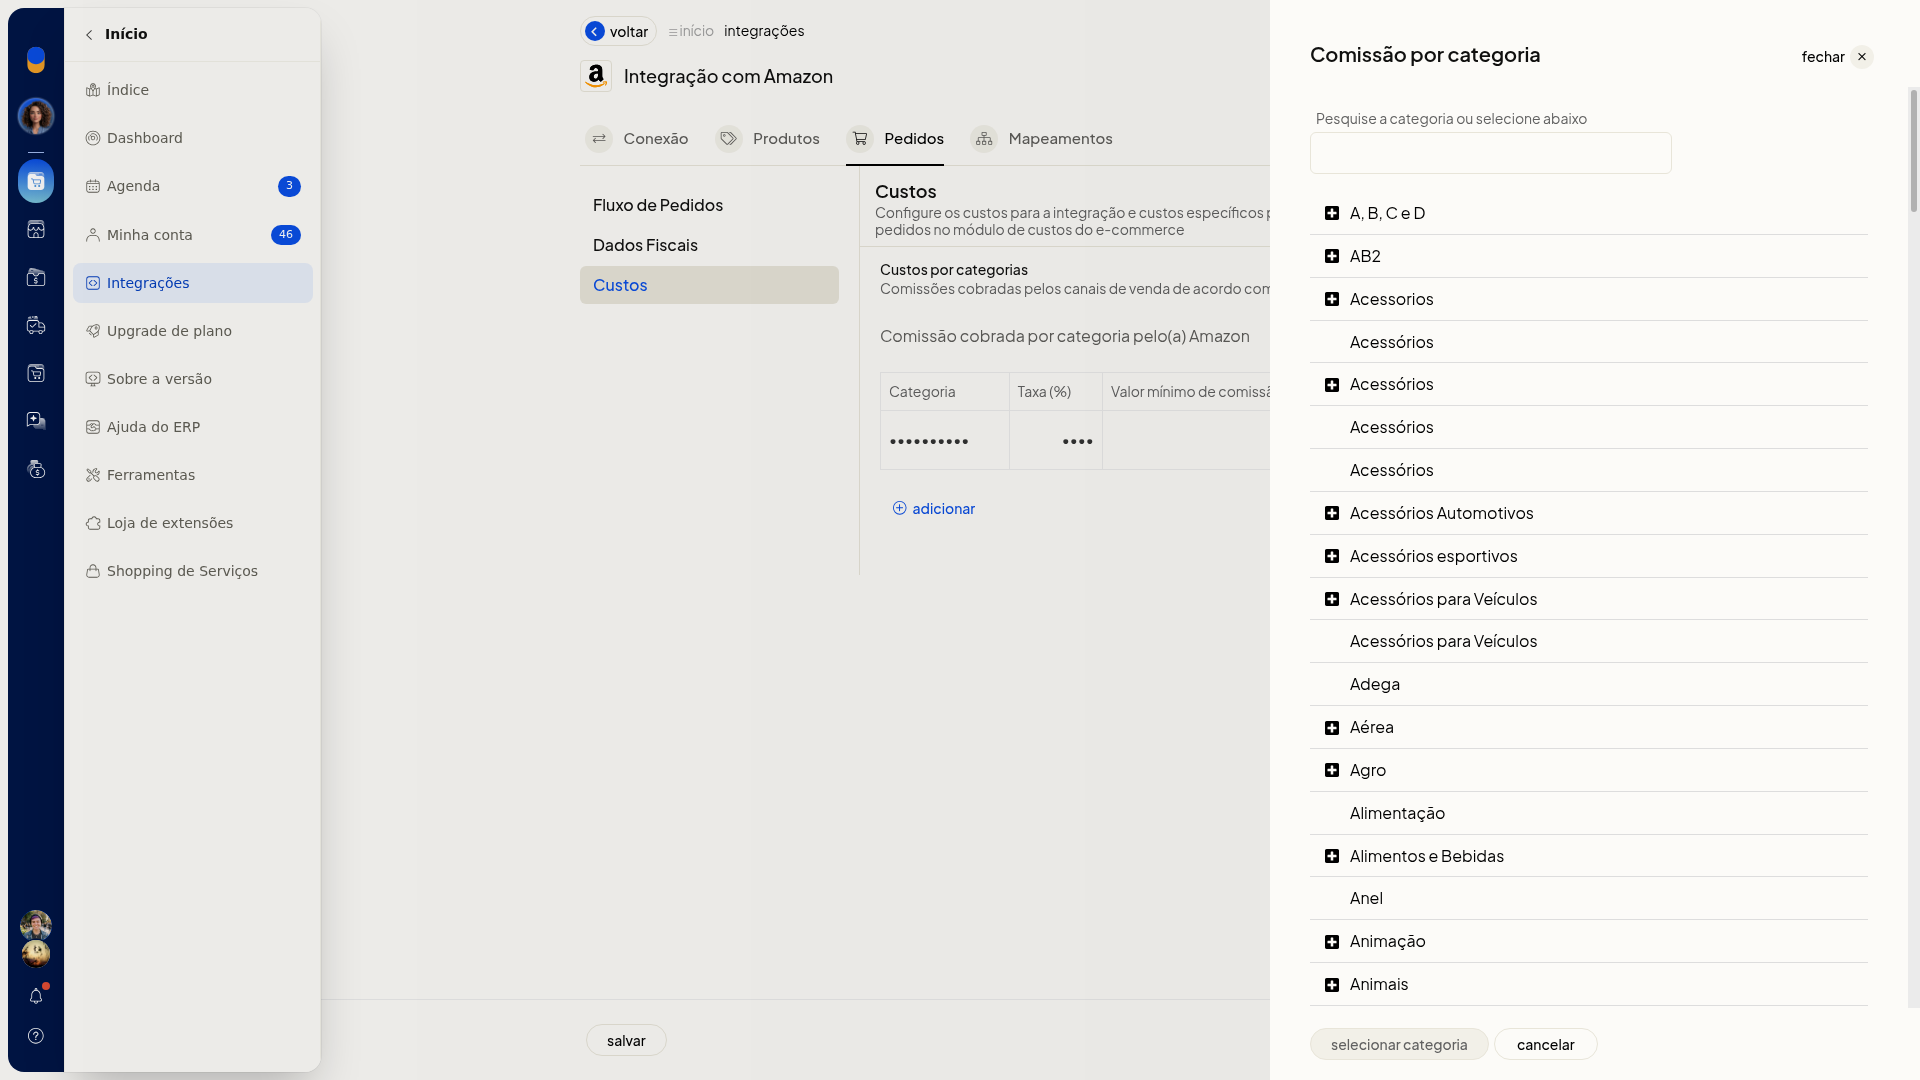 Início
Índice
Dashboard
Agenda 3
Minha conta 46
Integrações
Upgrade de plano
Sobre a versão
Ajuda do ERP
Ferramentas
Loja de extensões
Shopping de Serviços
voltar início integrações
Integração com Amazon
Conexão Produtos Pedidos Mapeamentos
Fluxo de Pedidos
Dados Fiscais
Custos
Custos
Configure os custos para a integração e custos específicos
pedidos no módulo de custos do e-commerce
Custos por categorias
Comissões cobradas pelos canais de venda de acordo com
Comissão cobrada por categoria pelo(a) Amazon
Categoria Taxa (%) Valor mínimo de comissã
•••••••••• ••••
adicionar
salvar
Comissão por categoria
fechar
Pesquise a categoria ou selecione abaixo
A, B, C e D
AB2
Acessorios
Acessórios
Acessórios
Acessórios
Acessórios
Acessórios Automotivos
Acessórios esportivos
Acessórios para Veículos
Acessórios para Veículos
Adega
Aérea
Agro
Alimentação
Alimentos e Bebidas
Anel
Animação
Animais
selecionar categoria cancelar